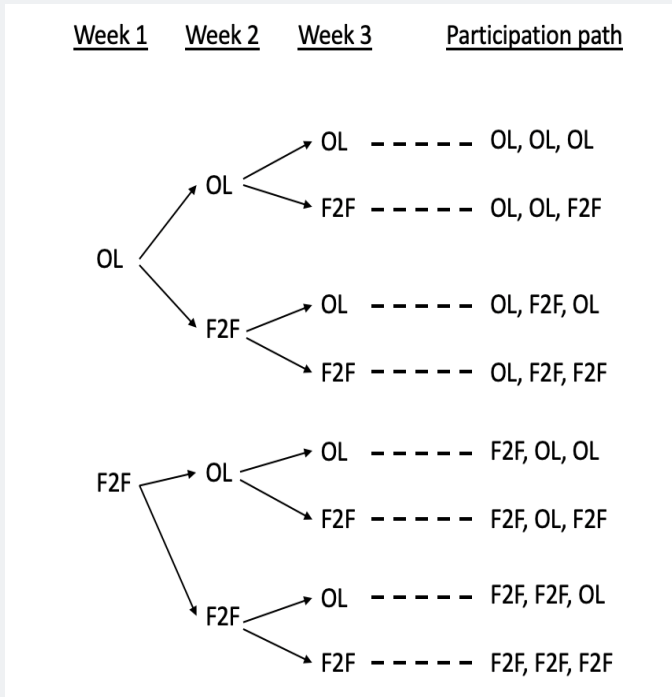 Week 1 Week 2 Week 3 Participation path
OL OL, OL, OL
OL
F2F OL, OL, F2F
OL
OL OL, F2F, OL
F2F
F2F OL, F2F, F2F
OL F2F, OL, OL
OL
F2F
F2F F2F, OL, F2F
OL F2F, F2F, OL
F2F
F2F F2F, F2F, F2F